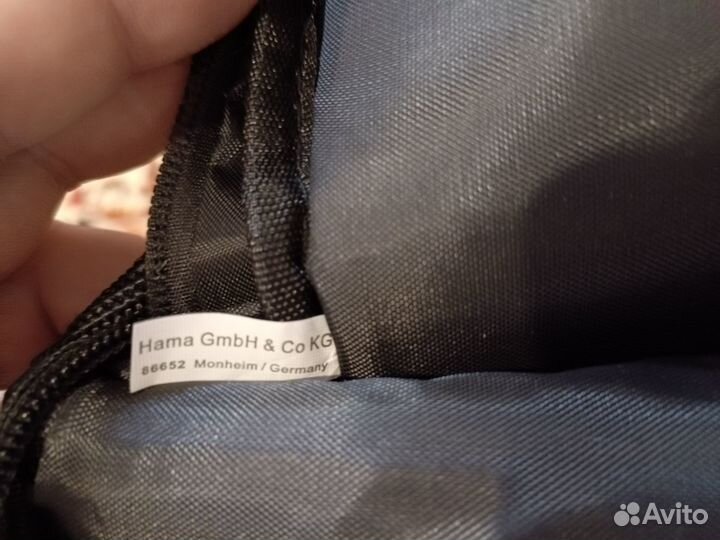 Hama GmbH & Co KG
86652 Monheim / Germany
Avito